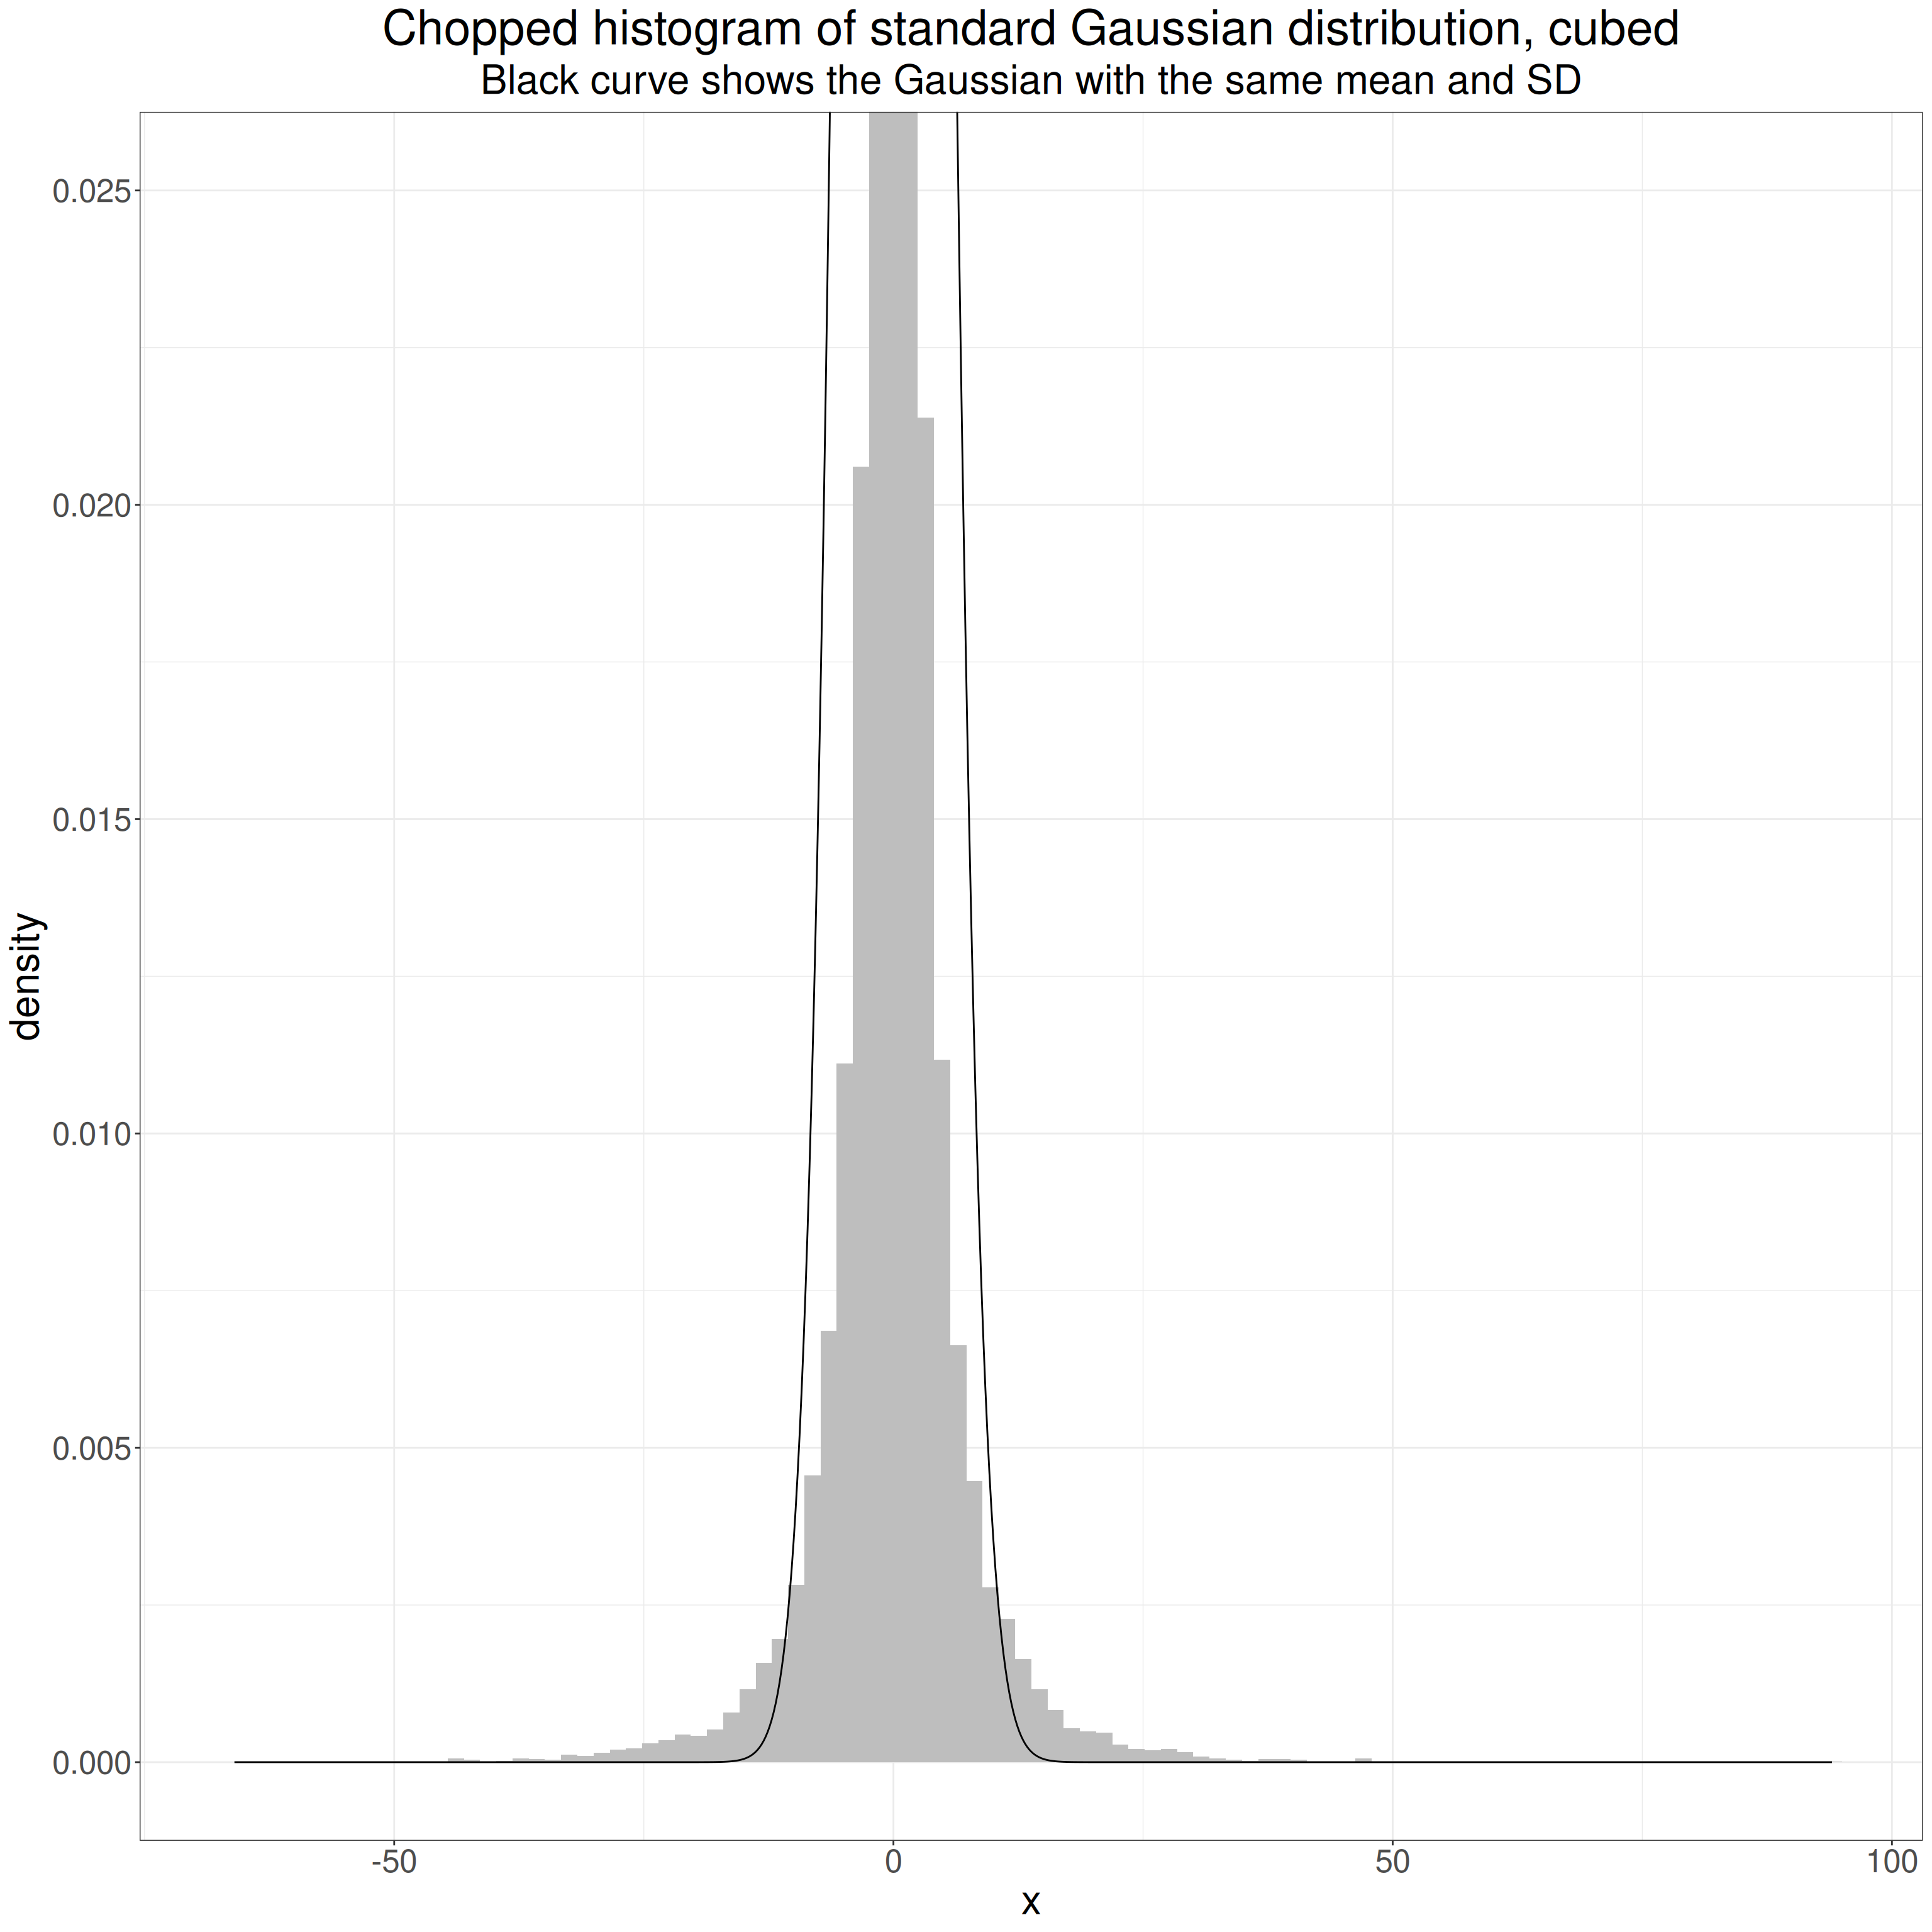 Chopped histogram of standard Gaussian distribution, cubed
Black curve shows the Gaussian with the same mean and SD
0.025
0.020
0.015
0.010
0.005
0.000
density
-50
0
50
100
x